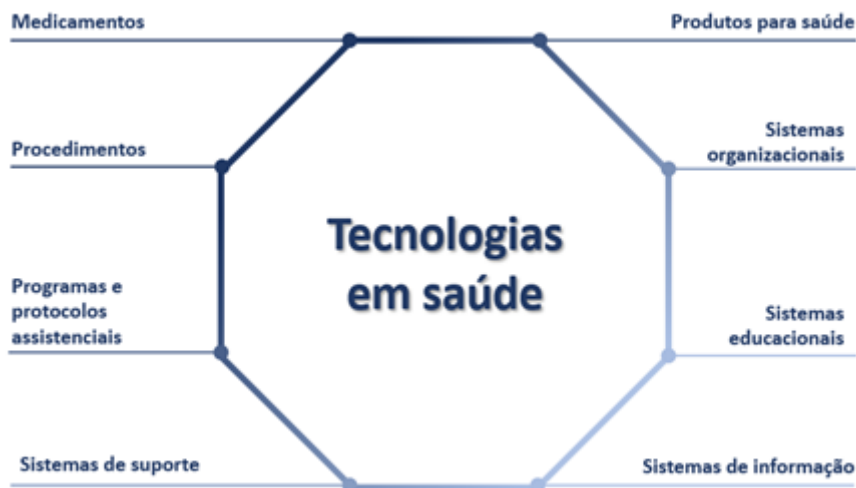 Medicamentos
Produtos para saúde
Procedimentos
Sistemas
organizacionais
Tecnologias
em saúde
Programas e
protocolos
assistenciais
Sistemas
educacionais
Sistemas de suporte
Sistemas de informação